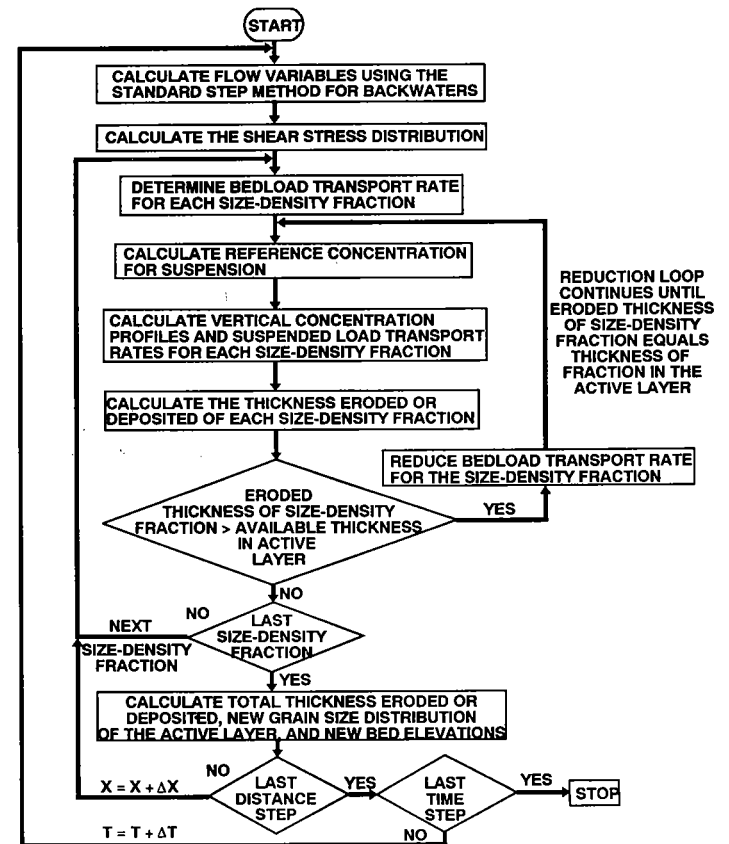 START
CALCULATE FLOW VARIABLES USING THE
STANDARD STEP METHOD FOR BACKWATERS
CALCULATE THE SHEAR STRESS DISTRIBUTION
DETERMINE BEDLOAD TRANSPORT RATE
FOR EACH SIZE-DENSITY FRACTION
CALCULATE REFERENCE CONCENTRATION
FOR SUSPENSION
REDUCTION LOOP
CONTINUES UNTIL
ERODED THICKNESS
OF SIZE-DENSITY
FRACTION EQUALS
THICKNESS OF
FRACTION IN THE
ACTIVE LAYER
CALCULATE VERTICAL CONCENTRATION
PROFILES AND SUSPENDED LOAD TRANSPORT
RATES FOR EACH SIZE-DENSITY FRACTION
CALCULATE THE THICKNESS ERODED OR
DEPOSITED OF EACH SIZE-DENSITY FRACTION
REDUCE BEDLOAD TRANSPORT RATE
FOR THE SIZE-DENSITY FRACTION
ERODED
THICKNESS OF SIZE-DENSITY
FRACTION > AVAILABLE THICKNESS
IN ACTIVE
LAYER
YES
NO
NO
LAST
SIZE-DENSITY
FRACTION
NEXT
SIZE-DENSITY
FRACTION
YES
CALCULATE TOTAL THICKNESS ERODED OR
DEPOSITED, NEW GRAIN SIZE DISTRIBUTION
OF THE ACTIVE LAYER, AND NEW BED ELEVATIONS
NO
X = X + ΔX
LAST
DISTANCE
STEP
YES
LAST
TIME
STEP
YES
STOP
NO
T = T + ΔT